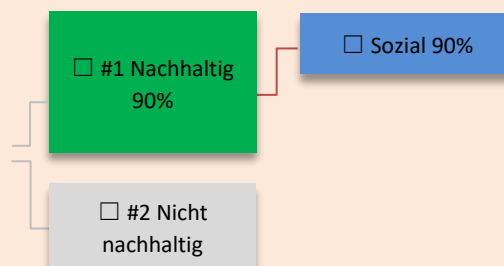 ☐ #1 Nachhaltig
90%
☐ Sozial 90%
☐ #2 Nicht
nachhaltig